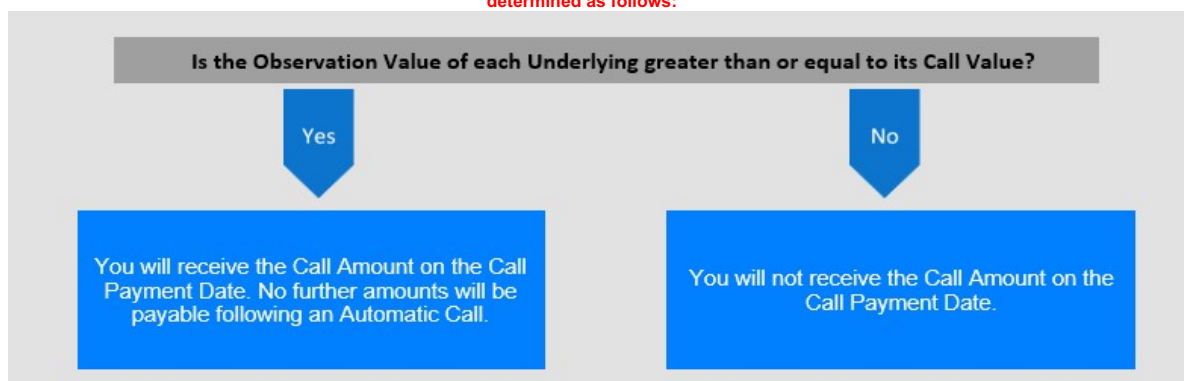 determined as follows:
Is the Observation Value of each Underlying greater than or equal to its Call Value?
Yes
No
You will receive the Call Amount on the Call
Payment Date. No further amounts will be
payable following an Automatic Call.
You will not receive the Call Amount on the
Call Payment Date.